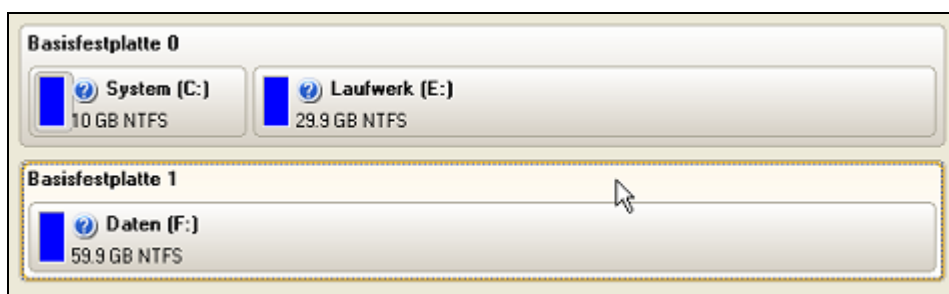 Basisfestplatte 0
System (C:)
10 GB NTFS
Laufwerk (E:)
29.9 GB NTFS
Basisfestplatte 1
Daten (F:)
59.9 GB NTFS